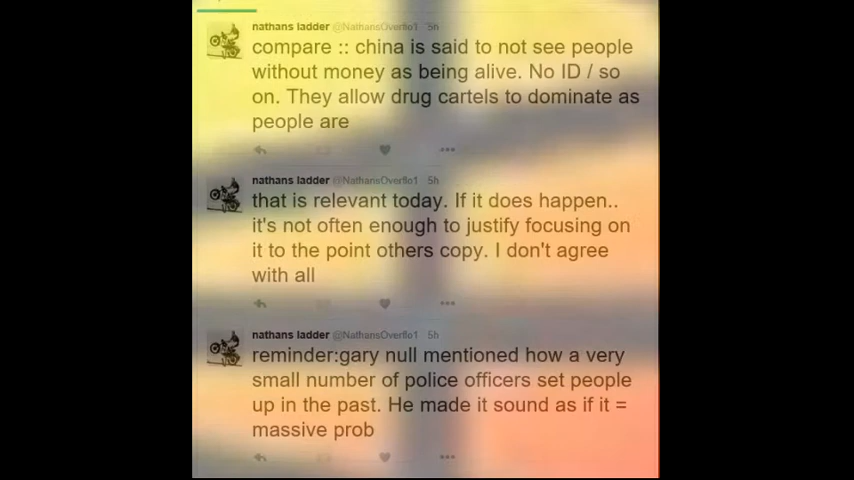 nathans ladder @NathansOverflo1 5h
compare :: china is said to not see people
without money as being alive. No ID / so
on. They allow drug cartels to dominate as
people are
nathans ladder @NathansOverflo1 5h
that is relevant today. If it does happen..
it's not often enough to justify focusing on
it to the point others copy. I don't agree
with all
nathans ladder @NathansOverflo1 5h
reminder:gary null mentioned how a very
small number of police officers set people
up in the past. He made it sound as if it =
massive prob